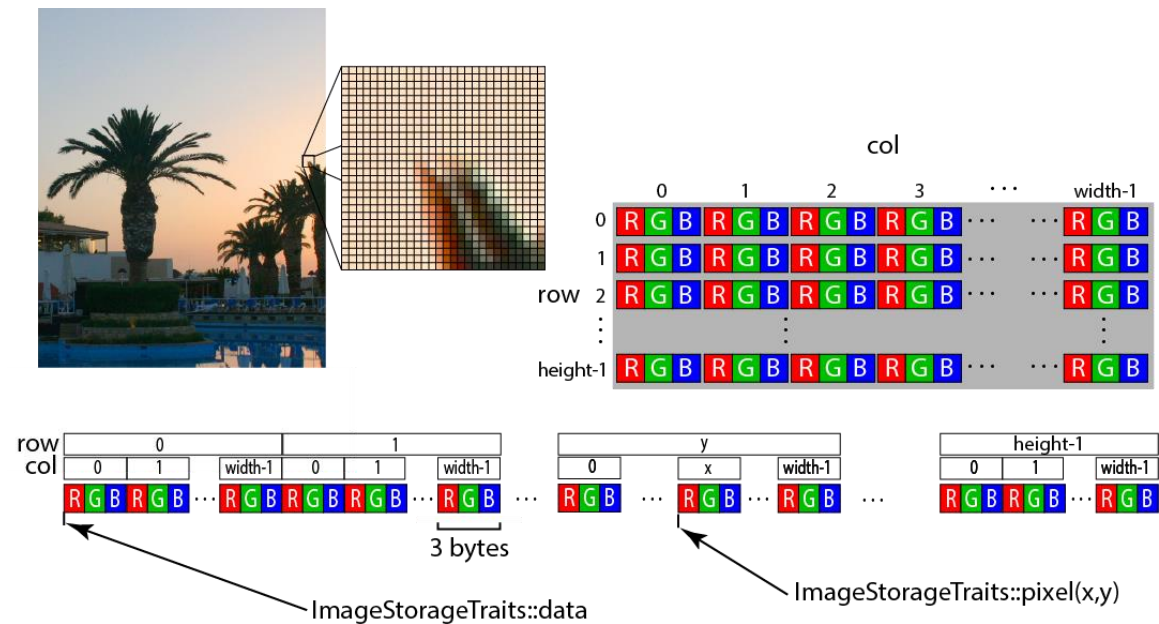 col
0 1 2 3 ··· width-1
0 R G B R G B R G B R G B ··· ··· R G B
1 R G B R G B R G B R G B ··· ··· R G B
row 2 R G B R G B R G B R G B ··· ··· R G B
⋮ ⋮ ⋮
height-1 R G B R G B R G B R G B ··· ··· R G B
row 0 1 y height-1
col 0 1 width-1 0 1 width-1 0 x width-1 0 1 width-1
R G B R G B ··· R G B R G B R G B ··· R G B ··· R G B ··· R G B ··· R G B ··· R G B R G B ··· R G B
3 bytes
ImageStorageTraits::pixel(x,y)
ImageStorageTraits::data